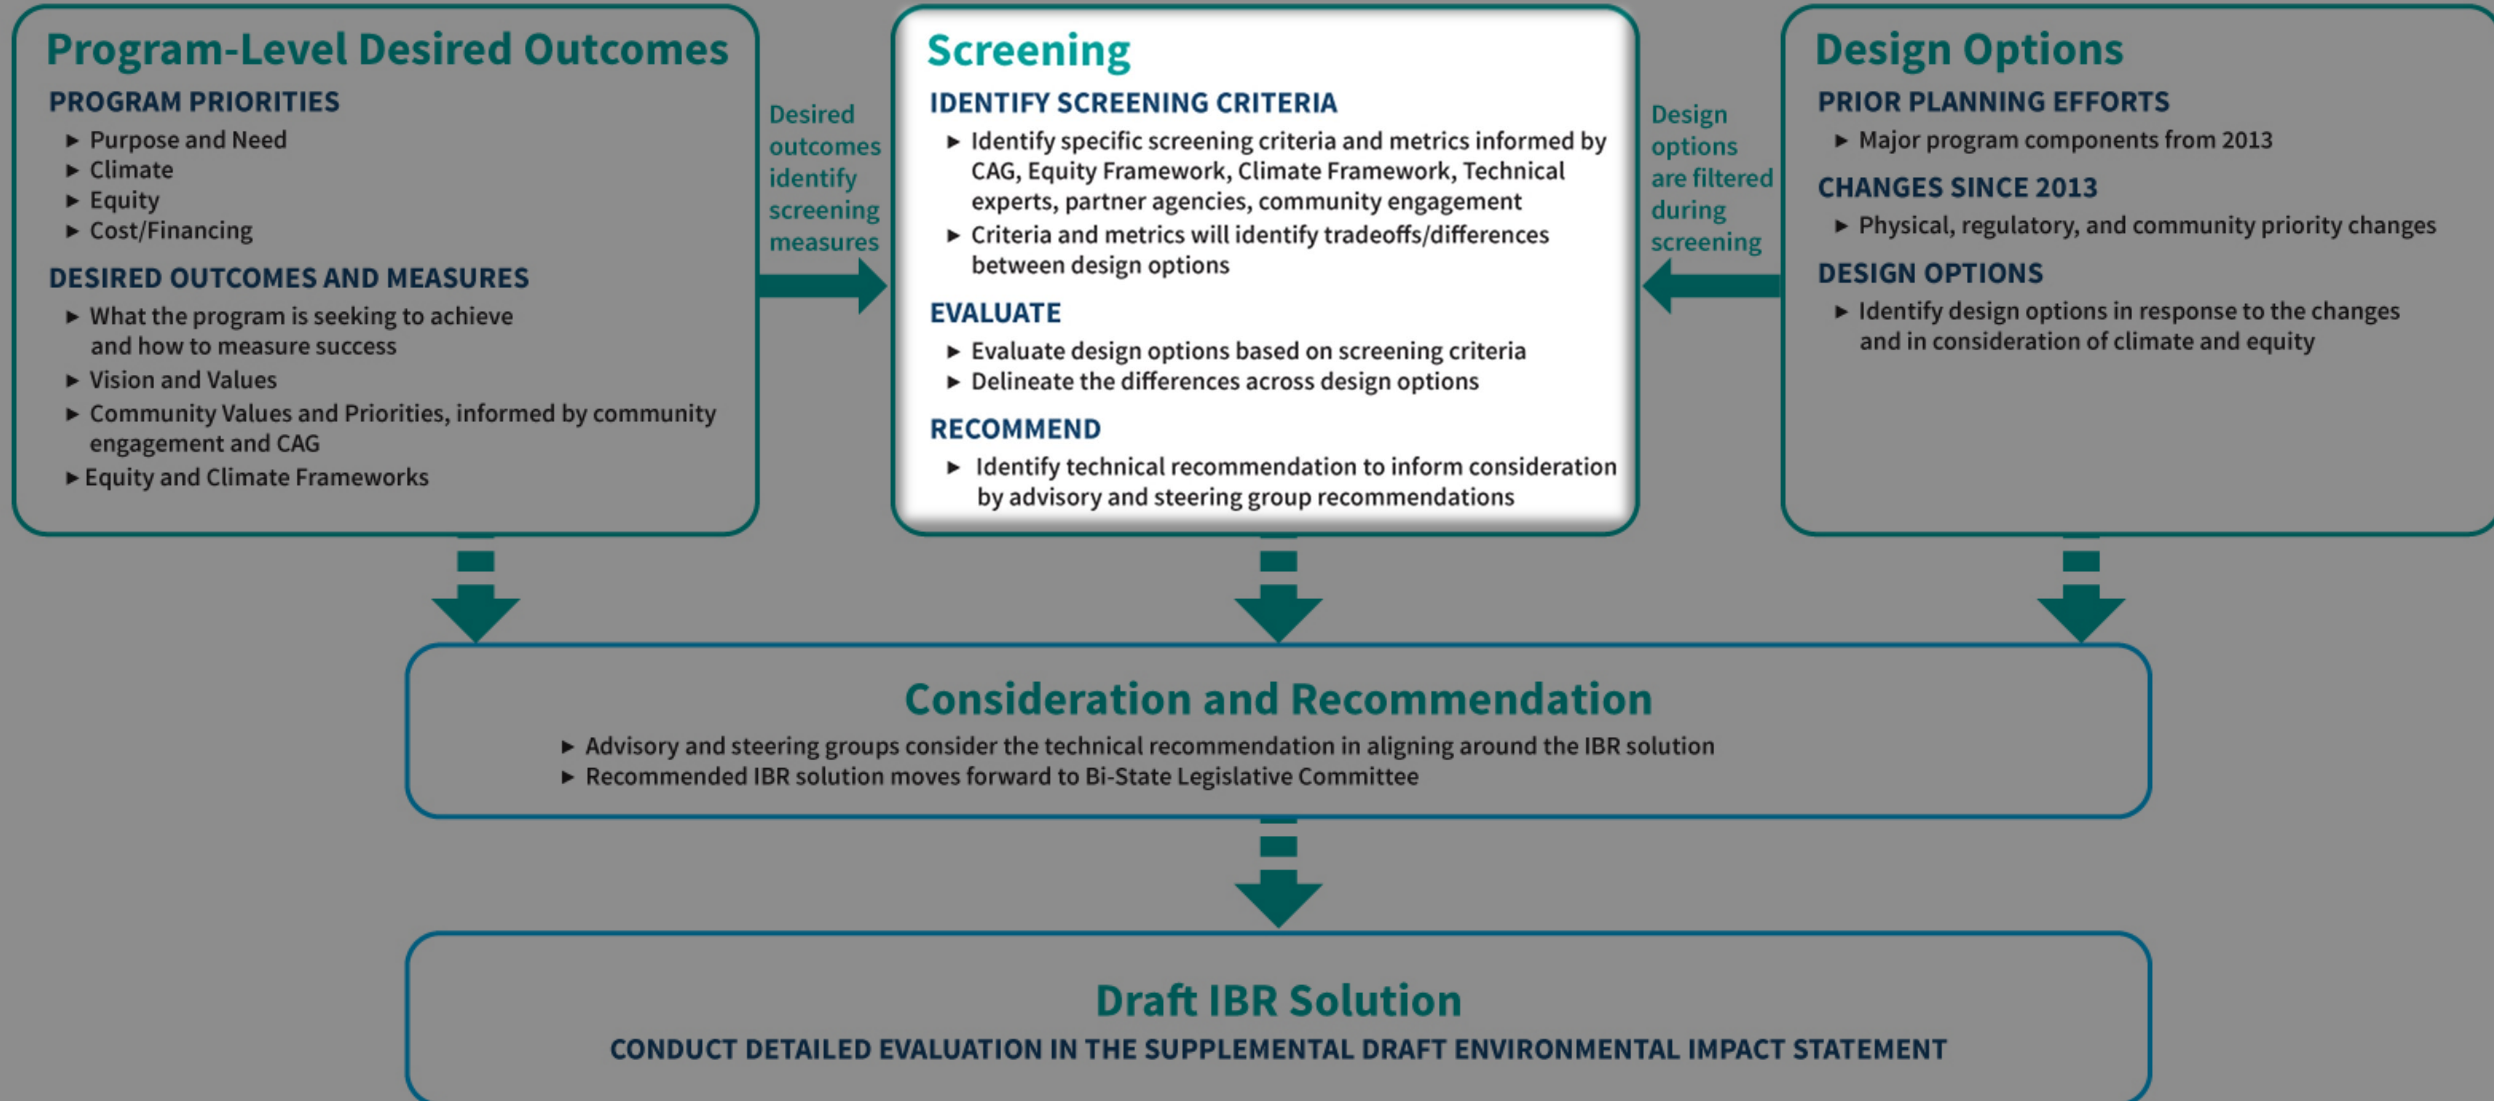 Program-Level Desired Outcomes
PROGRAM PRIORITIES
► Purpose and Need
► Climate
► Equity
► Cost/Financing
DESIRED OUTCOMES AND MEASURES
► What the program is seeking to achieve
and how to measure success
► Vision and Values
► Community Values and Priorities, informed by community
engagement and CAG
► Equity and Climate Frameworks
Desired
outcomes
identify
screening
measures
Screening
IDENTIFY SCREENING CRITERIA
► Identify specific screening criteria and metrics informed by
CAG, Equity Framework, Climate Framework, Technical
experts, partner agencies, community engagement
► Criteria and metrics will identify tradeoffs/differences
between design options
EVALUATE
► Evaluate design options based on screening criteria
► Delineate the differences across design options
RECOMMEND
► Identify technical recommendation to inform consideration
by advisory and steering group recommendations
Design
options
are filtered
during
screening
Design Options
PRIOR PLANNING EFFORTS
► Major program components from 2013
CHANGES SINCE 2013
► Physical, regulatory, and community priority changes
DESIGN OPTIONS
► Identify design options in response to the changes
and in consideration of climate and equity
Consideration and Recommendation
► Advisory and steering groups consider the technical recommendation in aligning around the IBR solution
► Recommended IBR solution moves forward to Bi-State Legislative Committee
Draft IBR Solution
CONDUCT DETAILED EVALUATION IN THE SUPPLEMENTAL DRAFT ENVIRONMENTAL IMPACT STATEMENT